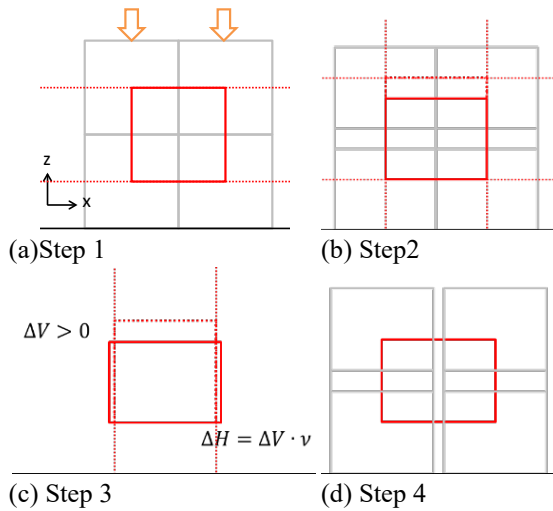 z
x
(a)Step 1
(b) Step2
ΔV > 0
ΔH = ΔV · ν
(c) Step 3
(d) Step 4